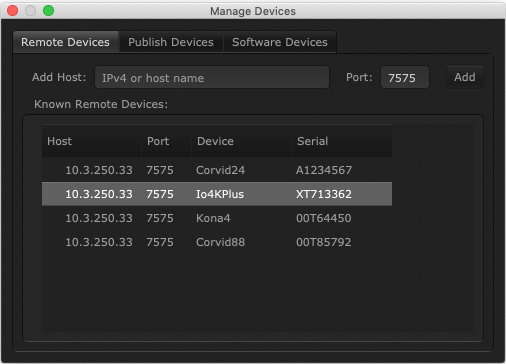 Manage Devices
Remote Devices Publish Devices Software Devices
Add Host: IPv4 or host name Port: 7575 Add
Known Remote Devices:
Host Port Device Serial
10.3.250.33 7575 Corvid24 A1234567
10.3.250.33 7575 Io4KPlus XT713362
10.3.250.33 7575 Kona4 00T64450
10.3.250.33 7575 Corvid88 00T85792